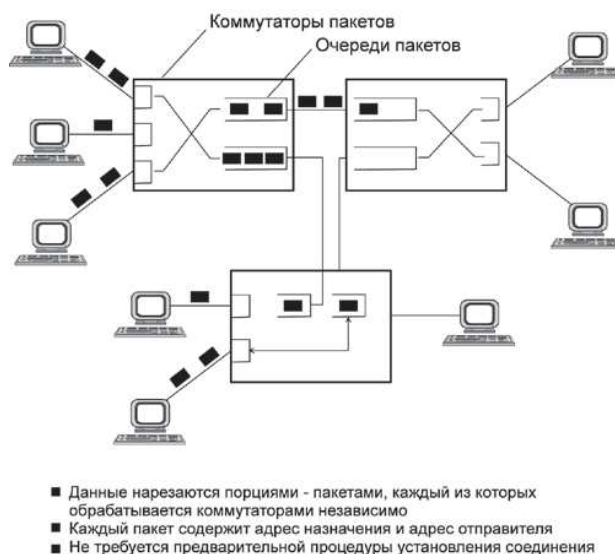 Коммутаторы пакетов
Очереди пакетов
■ Данные нарезаются порциями - пакетами, каждый из которых
обрабатывается коммутаторами независимо
■ Каждый пакет содержит адрес назначения и адрес отправителя
■ Не требуется предварительной процедуры установления соединения